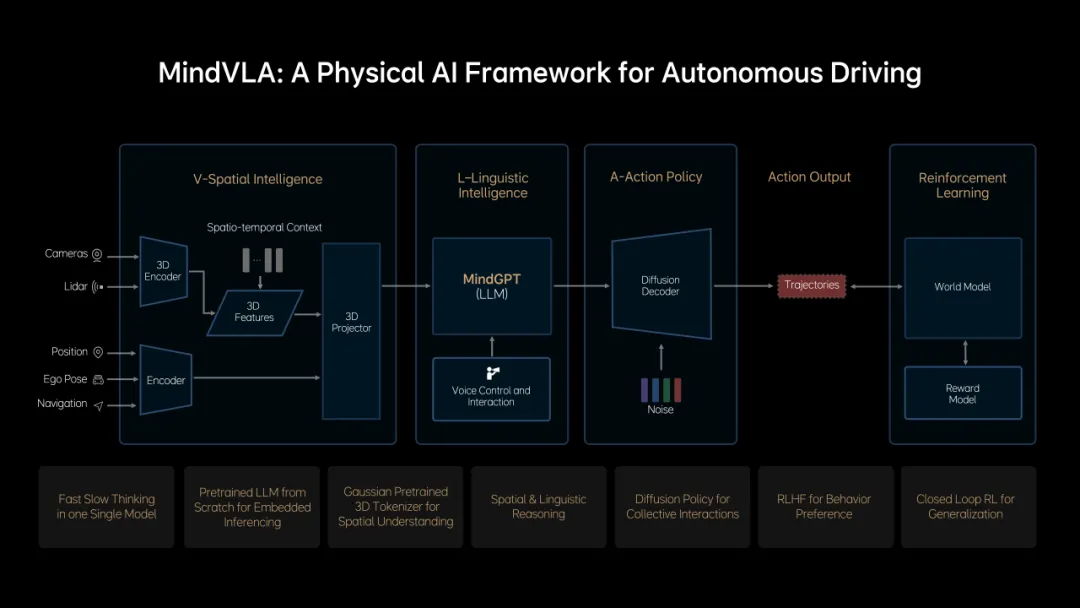 MindVLA: A Physical AI Framework for Autonomous Driving
V-Spatial Intelligence
Spatio-temporal Context
Cameras
Lidar
3D
Encoder
...
3D
Features
3D
Projector
Position
Ego Pose
Navigation
Encoder
L–Linguistic
Intelligence
MindGPT
(LLM)
Voice Control and
Interaction
A-Action Policy
Diffusion
Decoder
Noise
Action Output
Trajectories
Reinforcement
Learning
World Model
Reward
Model
Fast Slow Thinking
in one Single Model
Pretrained LLM from
Scratch for Embedded
Inferencing
Gaussian Pretrained
3D Tokenizer for
Spatial Understanding
Spatial & Linguistic
Reasoning
Diffusion Policy for
Collective Interactions
RLHF for Behavior
Preference
Closed Loop RL for
Generalization